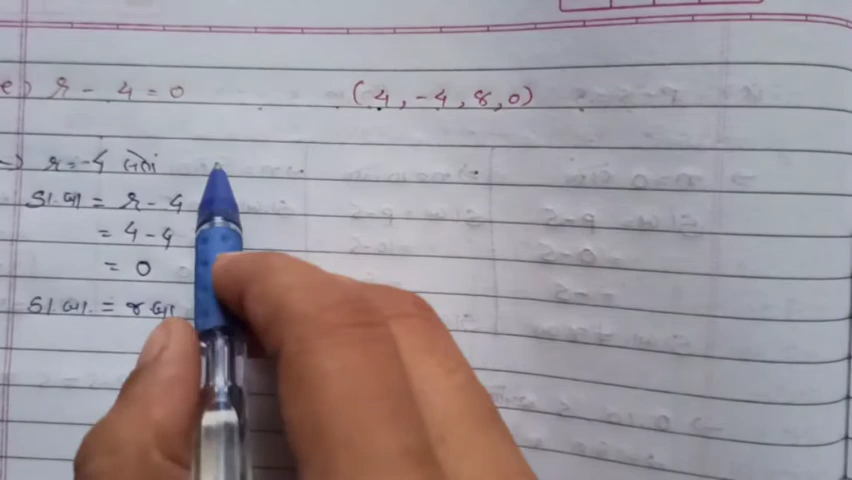 e) r - 4 = 0 (4, -4, 8, 0)
r = -4 લેતાં
ડા.બા = r - 4
= 4 - 4
= 0
ડા.બા. = જ.બા